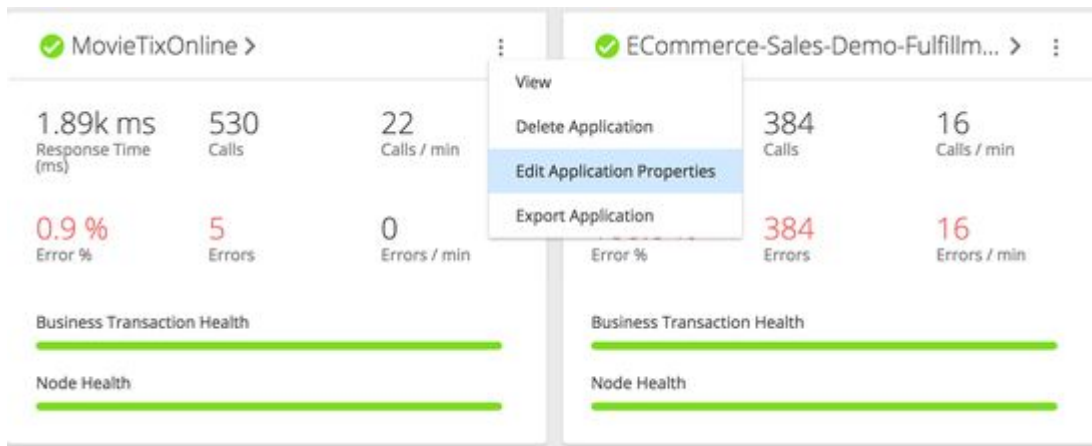 MovieTixOnline >
1.89k ms
Response Time
(ms)
530
Calls
22
Calls / min
0.9 %
Error %
5
Errors
0
Errors / min
Business Transaction Health
Node Health
View
Delete Application
Edit Application Properties
Export Application
ECommerce-Sales-Demo-Fulfillm... >
384
Calls
16
Calls / min
Error %
384
Errors
16
Errors / min
Business Transaction Health
Node Health